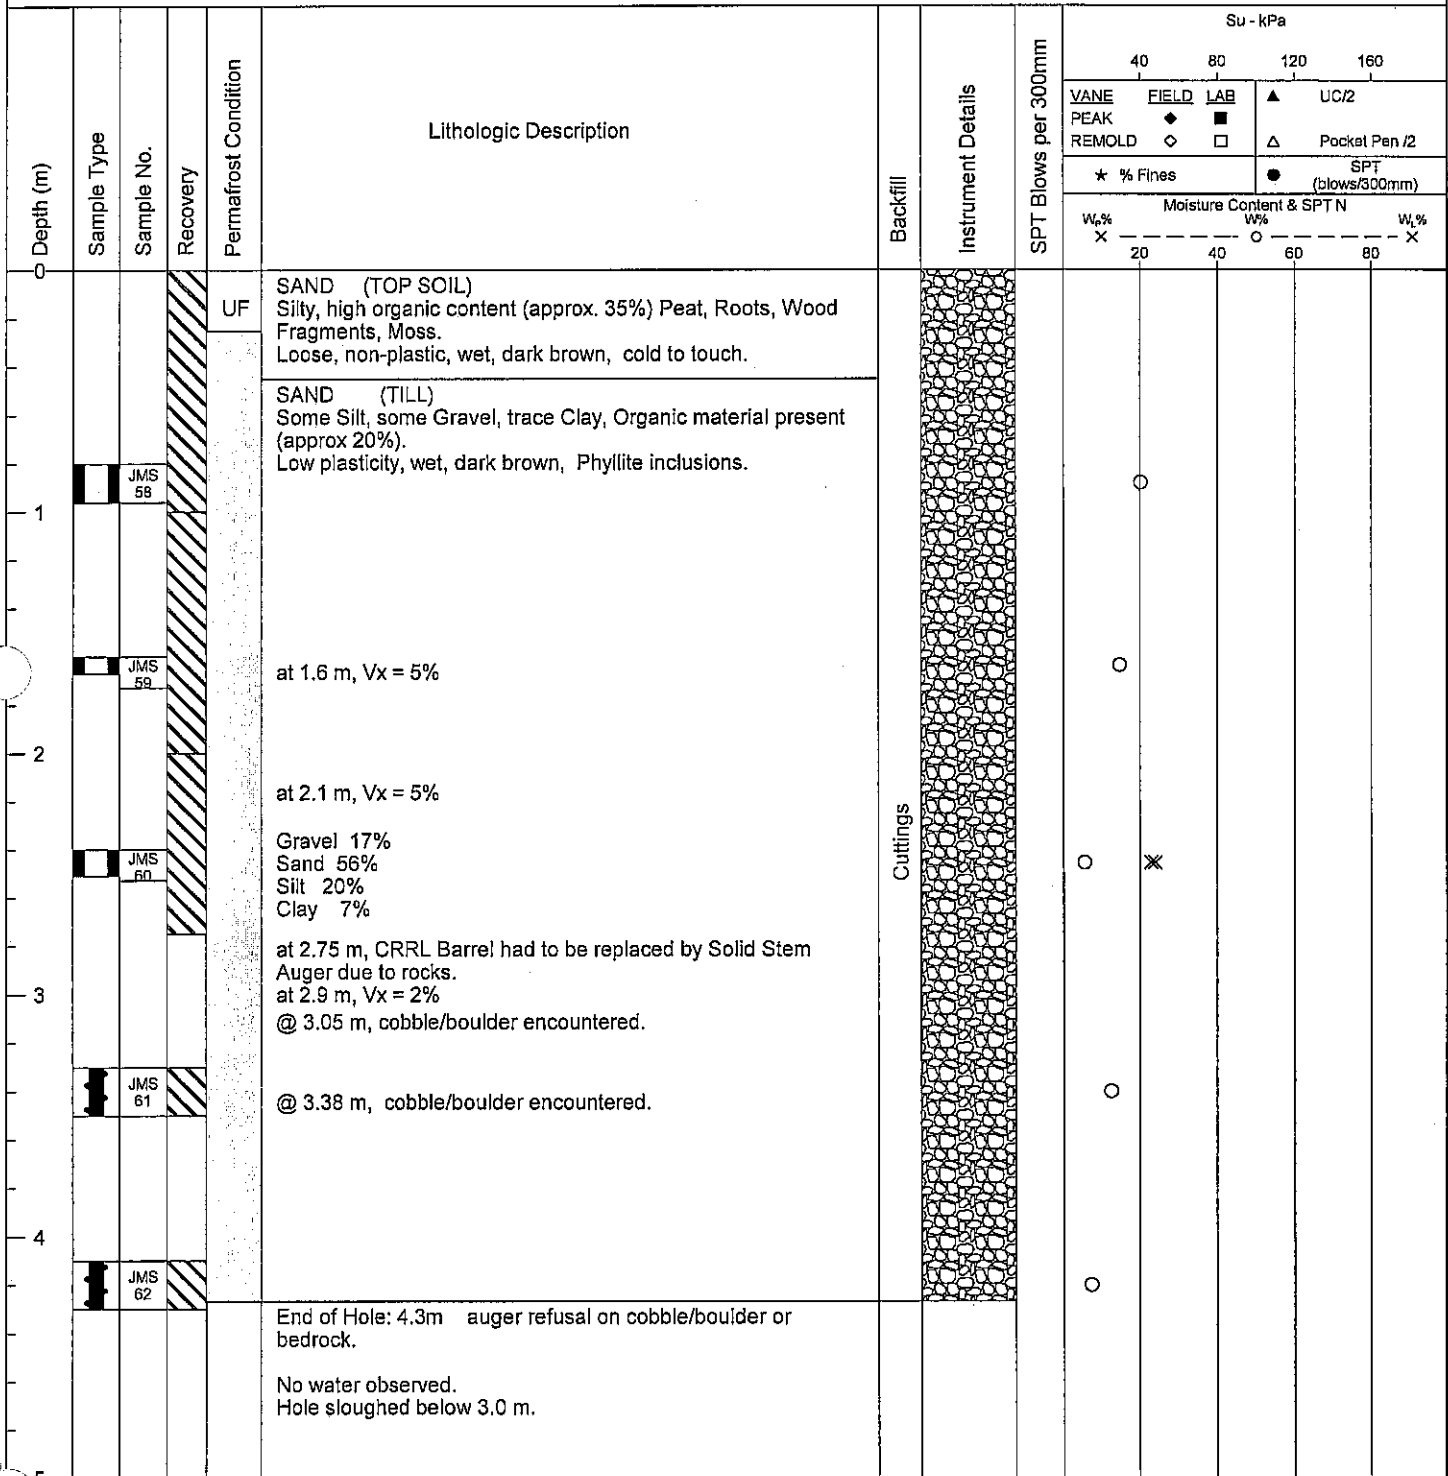 Depth (m)
Sample Type
Sample No.
Recovery
Permafrost Condition
Lithologic Description
Backfill
Instrument Details
SPT Blows per 300mm
Su - kPa
40 80 120 160
VANE FIELD LAB ▲ UC/2
PEAK ◆ ■
REMOLD ◇ □ △ Pocket Pen /2
★ % Fines ● SPT
(blows/300mm)
Moisture Content & SPT N
Wₚ% W% W_L%
× ○ ×
20 40 60 80
0
UF
SAND (TOP SOIL)
Silty, high organic content (approx. 35%) Peat, Roots, Wood
Fragments, Moss.
Loose, non-plastic, wet, dark brown, cold to touch.
SAND (TILL)
Some Silt, some Gravel, trace Clay, Organic material present
(approx 20%).
Low plasticity, wet, dark brown, Phyllite inclusions.
JMS
58
1
JMS
59
at 1.6 m, Vx = 5%
2
at 2.1 m, Vx = 5%
JMS
60
Gravel 17%
Sand 56%
Silt 20%
Clay 7%
Cuttings
at 2.75 m, CRRL Barrel had to be replaced by Solid Stem
Auger due to rocks.
at 2.9 m, Vx = 2%
3
@ 3.05 m, cobble/boulder encountered.
JMS
61
@ 3.38 m, cobble/boulder encountered.
4
JMS
62
End of Hole: 4.3m auger refusal on cobble/boulder or
bedrock.
No water observed.
Hole sloughed below 3.0 m.
5